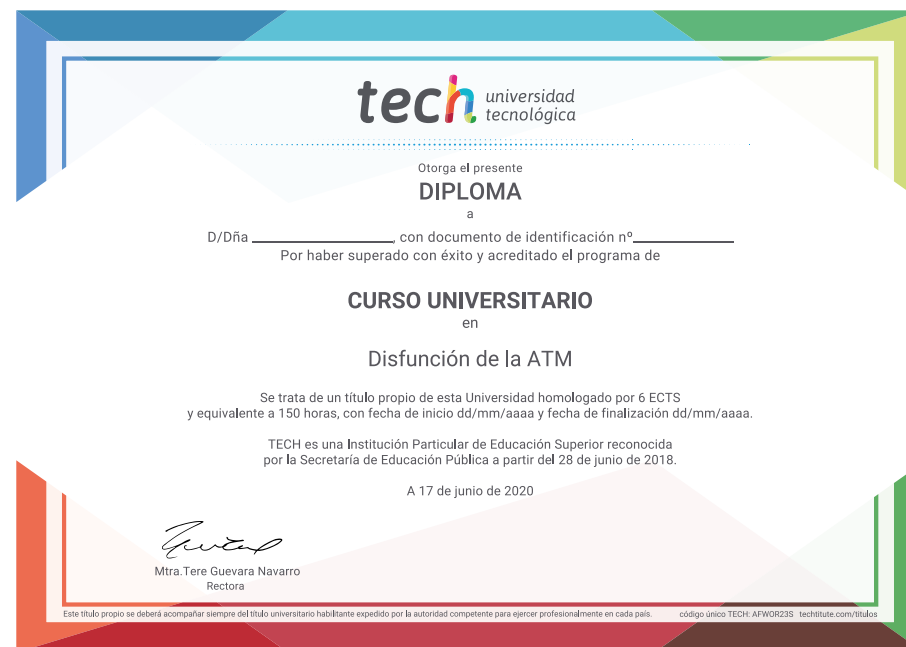 tech universidad
tecnológica
Otorga el presente
DIPLOMA
a
D/Dña ____________________, con documento de identificación nº______________
Por haber superado con éxito y acreditado el programa de
CURSO UNIVERSITARIO
en
Disfunción de la ATM
Se trata de un título propio de esta Universidad homologado por 6 ECTS
y equivalente a 150 horas, con fecha de inicio dd/mm/aaaa y fecha de finalización dd/mm/aaaa.
TECH es una Institución Particular de Educación Superior reconocida
por la Secretaría de Educación Pública a partir del 28 de junio de 2018.
A 17 de junio de 2020
Mtra.Tere Guevara Navarro
Rectora
Este título propio se deberá acompañar siempre del título universitario habilitante expedido por la autoridad competente para ejercer profesionalmente en cada país. código único TECH: AFWOR23S techtitute.com/títulos